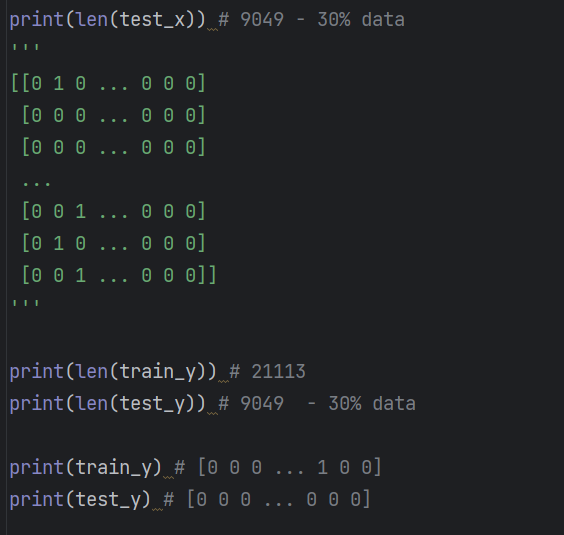 print(len(test_x)) # 9049 - 30% data
'''
[[0 1 0 ... 0 0 0]
 [0 0 0 ... 0 0 0]
 [0 0 0 ... 0 0 0]
 ...
 [0 0 1 ... 0 0 0]
 [0 1 0 ... 0 0 0]
 [0 0 1 ... 0 0 0]]
'''

print(len(train_y)) # 21113
print(len(test_y)) # 9049  - 30% data

print(train_y) # [0 0 0 ... 1 0 0]
print(test_y) # [0 0 0 ... 0 0 0]